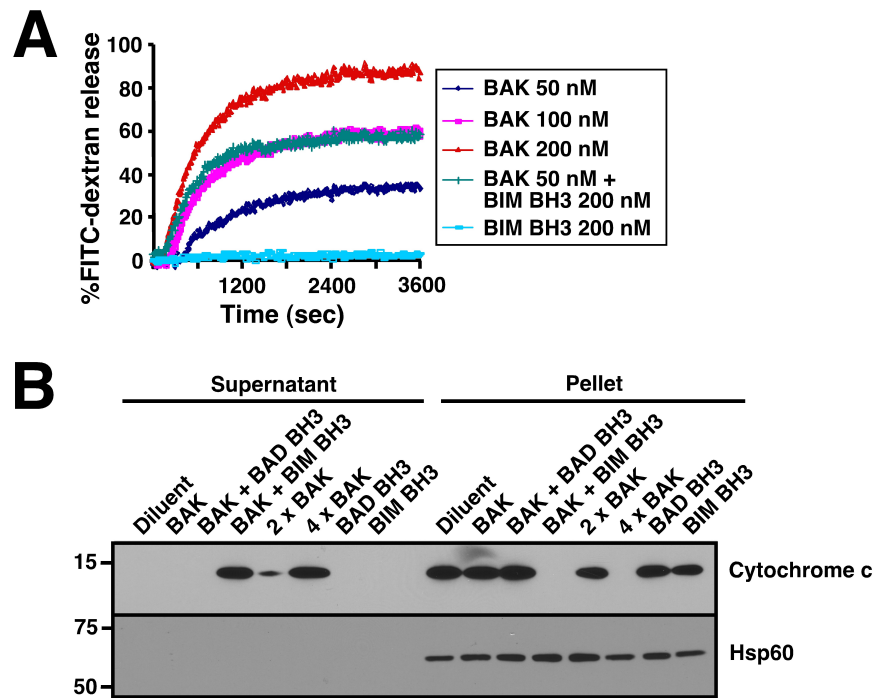 A
%FITC-dextran release
100
80
60
40
20
0
1200
2400
3600
Time (sec)
BAK 50 nM
BAK 100 nM
BAK 200 nM
BAK 50 nM +
BIM BH3 200 nM
BIM BH3 200 nM
B
Supernatant
Pellet
Diluent
BAK
BAK + BAD BH3
BAK + BIM BH3
2 x BAK
4 x BAK
BAD BH3
BIM BH3
Diluent
BAK
BAK + BAD BH3
BAK + BIM BH3
2 x BAK
4 x BAK
BAD BH3
BIM BH3
15
Cytochrome c
75
Hsp60
50